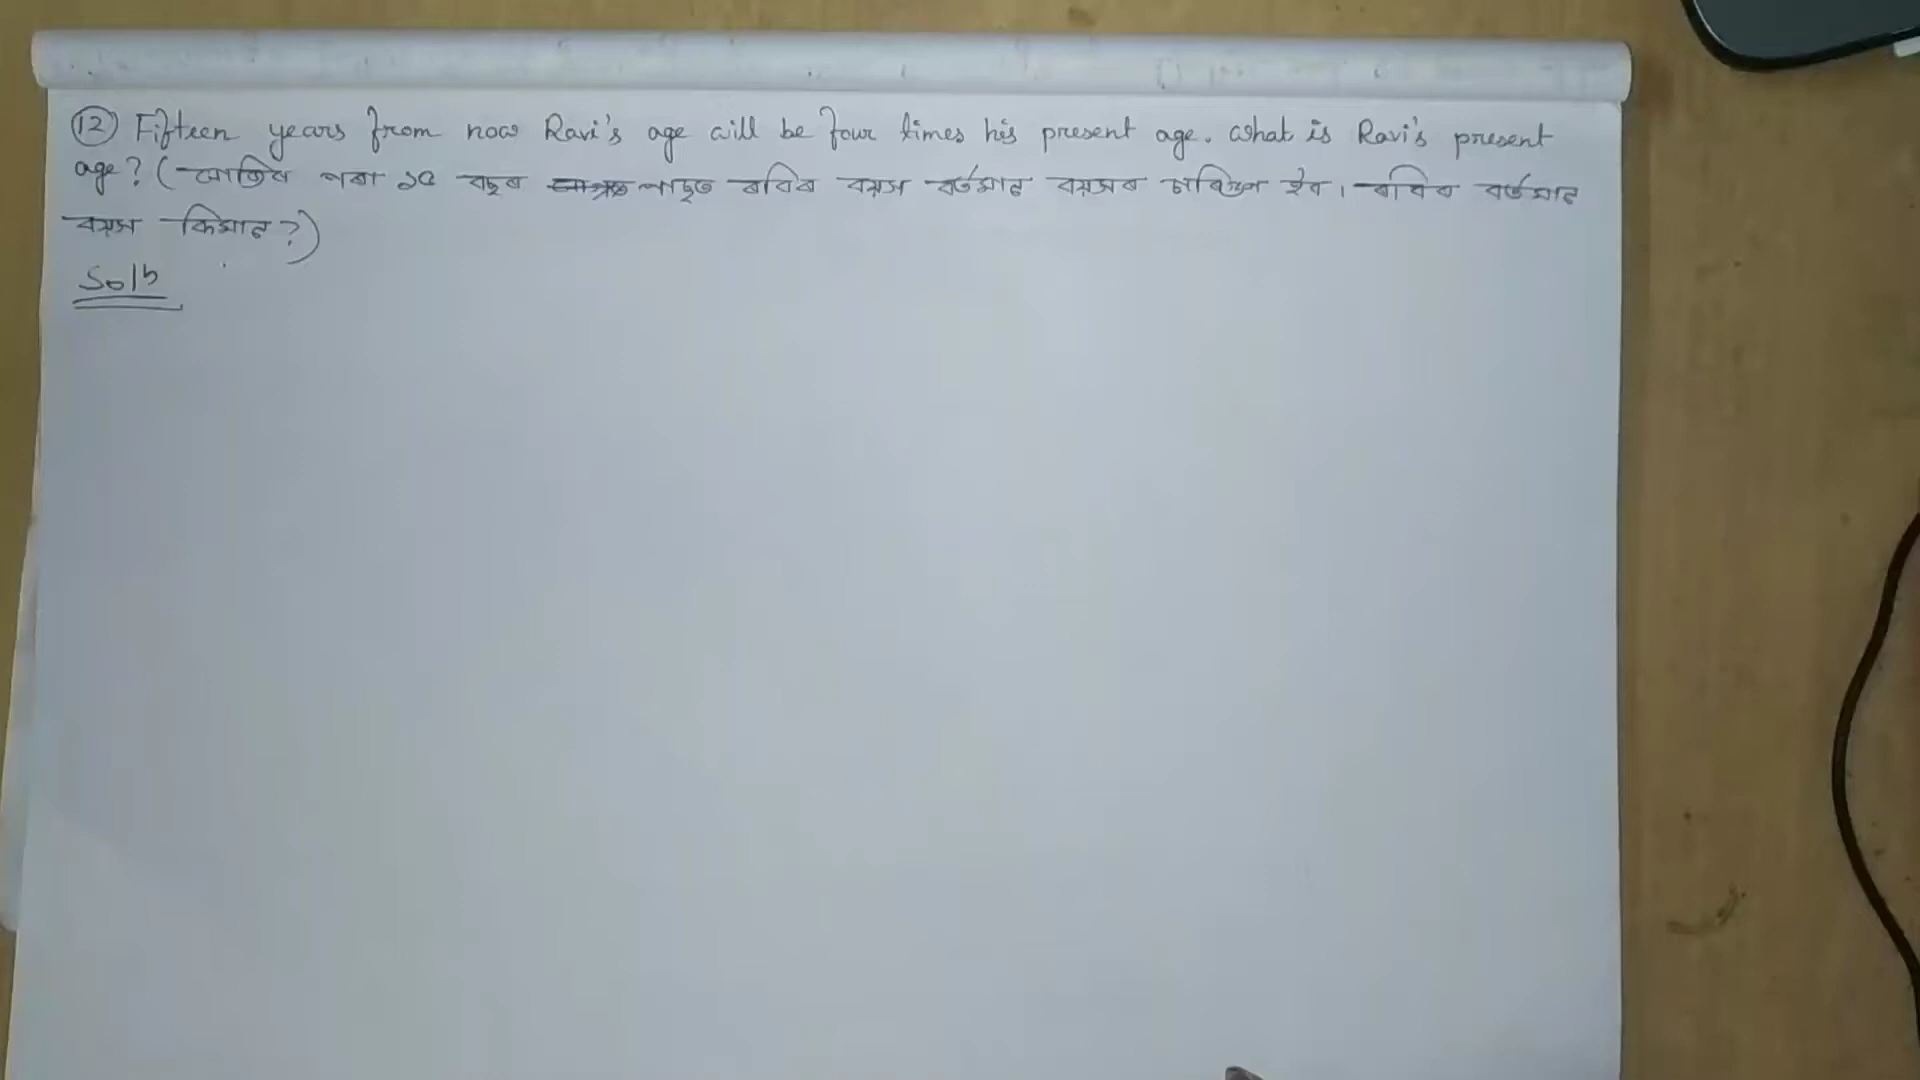 12 Fifteen years from now Ravi's age will be four times his present age. What is Ravi's present
age? (আজিৰ পৰা ১৫ বছৰ পাছত ৰবিৰ বয়স বৰ্তমান বয়সৰ চাৰিগুণ হ'ব। ৰবিৰ বৰ্তমান
বয়স কিমান?)
Solⁿ